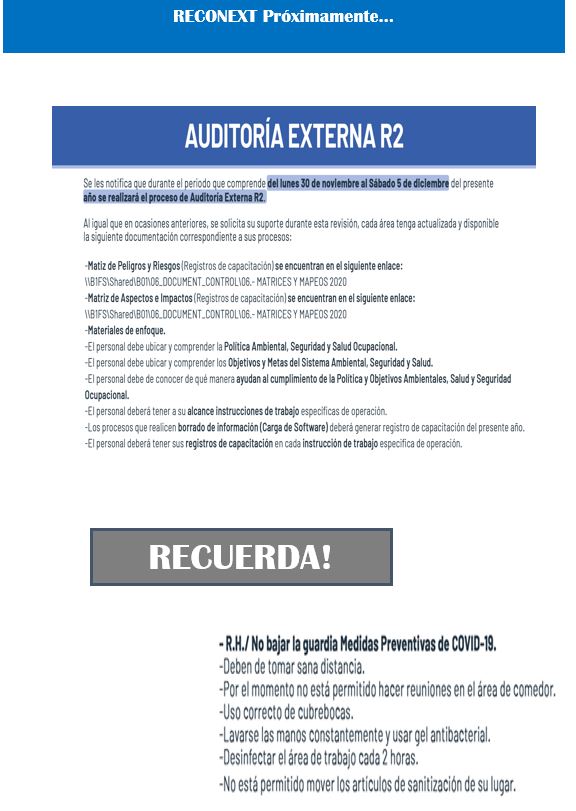 RECONEXT Próximamente...
AUDITORÍA EXTERNA R2
Se les notifica que durante el periodo que comprende del lunes 30 de noviembre al Sábado 5 de diciembre del presente
año se realizará el proceso de Auditoría Externa R2.
Al igual que en ocasiones anteriores, se solicita su soporte durante esta revisión, cada área tenga actualizada y disponible
la siguiente documentación correspondiente a sus procesos:
-Matiz de Peligros y Riesgos (Registros de capacitación) se encuentran en el siguiente enlace:
\\B1FS\Shared\B01\06_DOCUMENT_CONTROL\06.- MATRICES Y MAPEOS 2020
-Matriz de Aspectos e Impactos (Registros de capacitación) se encuentran en el siguiente enlace:
\\B1FS\Shared\B01\06_DOCUMENT_CONTROL\06.- MATRICES Y MAPEOS 2020
-Materiales de enfoque.
-El personal debe ubicar y comprender la Política Ambiental, Seguridad y Salud Ocupacional.
-El personal debe ubicar y comprender los Objetivos y Metas del Sistema Ambiental, Seguridad y Salud.
-El personal debe de conocer de qué manera ayudan al cumplimiento de la Política y Objetivos Ambientales, Salud y Seguridad
Ocupacional.
-El personal deberá tener a su alcance instrucciones de trabajo específicas de operación.
-Los procesos que realicen borrado de información (Carga de Software) deberá generar registro de capacitación del presente año.
-El personal deberá tener sus registros de capacitación en cada instrucción de trabajo especifica de operación.
RECUERDA!
- R.H./ No bajar la guardia Medidas Preventivas de COVID-19.
-Deben de tomar sana distancia.
-Por el momento no está permitido hacer reuniones en el área de comedor.
-Uso correcto de cubrebocas.
-Lavarse las manos constantemente y usar gel antibacterial.
-Desinfectar el área de trabajo cada 2 horas.
-No está permitido mover los artículos de sanitización de su lugar.